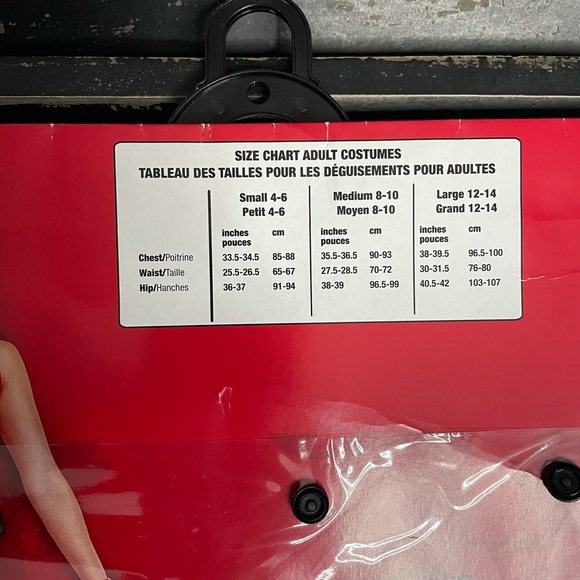 SIZE CHART ADULT COSTUMES
TABLEAU DES TAILLES POUR LES DÉGUISEMENTS POUR ADULTES
Small 4-6 Medium 8-10 Large 12-14
Petit 4-6 Moyen 8-10 Grand 12-14
inches cm inches cm inches cm
pouces pouces pouces
Chest/Poitrine 33.5-34.5 85-88 35.5-36.5 90-93 38-39.5 96.5-100
Waist/Taille 25.5-26.5 65-67 27.5-28.5 70-72 30-31.5 76-80
Hip/Hanches 36-37 91-94 38-39 96.5-99 40.5-42 103-107